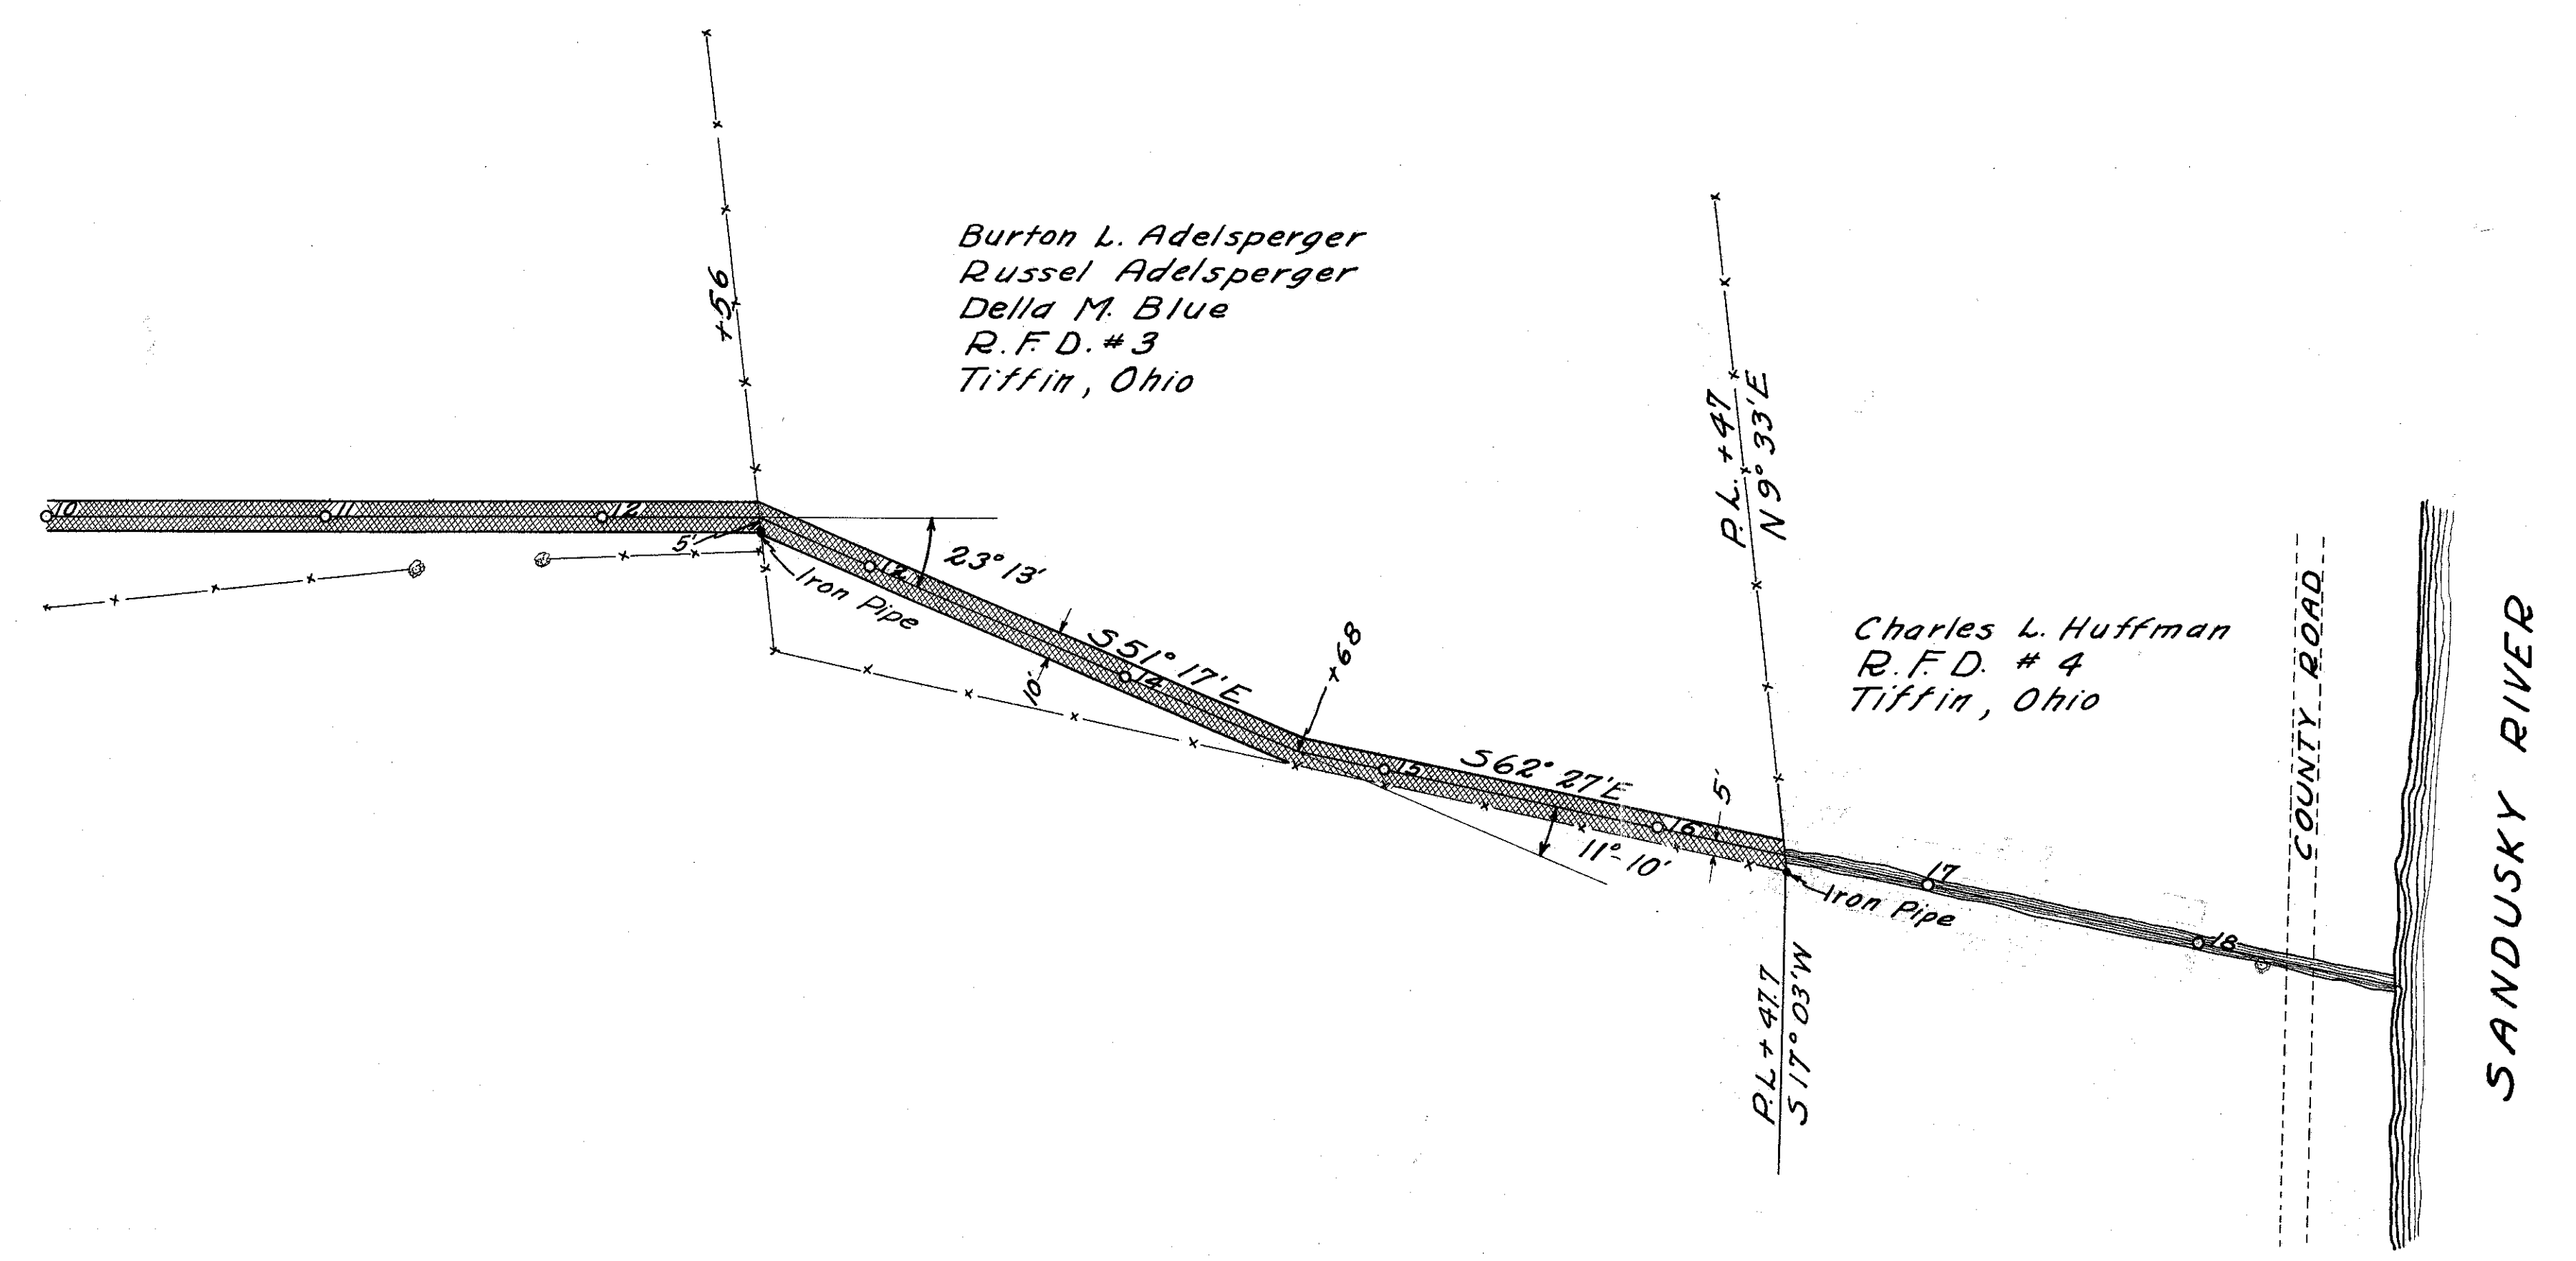 +56
Burton L. Adelsperger
Russel Adelsperger
Della M. Blue
R.F.D. #3
Tiffin, Ohio
P.L. +47
N 9° 33' E
10
11
12
5'
Iron Pipe
13
23° 13'
S 51° 17' E
10'
14
+68
15
S 62° 27' E
16
5'
11°-10'
Charles L. Huffman
R.F.D. # 4
Tiffin, Ohio
Iron Pipe
17
18
P.L. + 47.7
S 17° 03' W
COUNTY ROAD
SANDUSKY RIVER